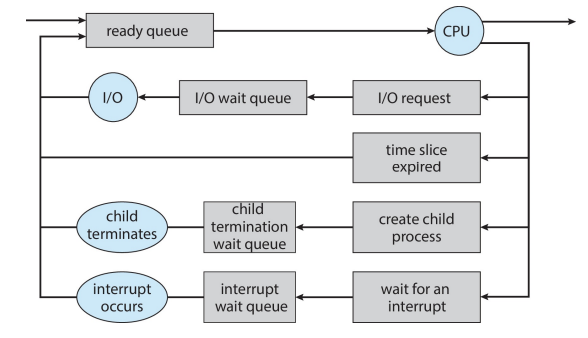 ready queue
CPU
I/O
I/O wait queue
I/O request
time slice
expired
child
terminates
child
termination
wait queue
create child
process
interrupt
occurs
interrupt
wait queue
wait for an
interrupt